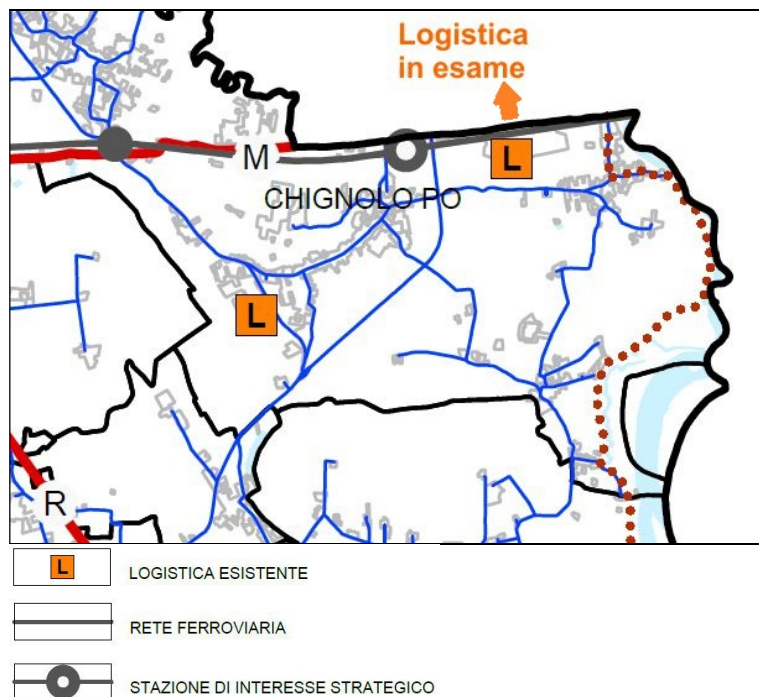 Logistica
in esame
M
L
CHIGNOLO PO
L
R
L LOGISTICA ESISTENTE
RETE FERROVIARIA
STAZIONE DI INTERESSE STRATEGICO